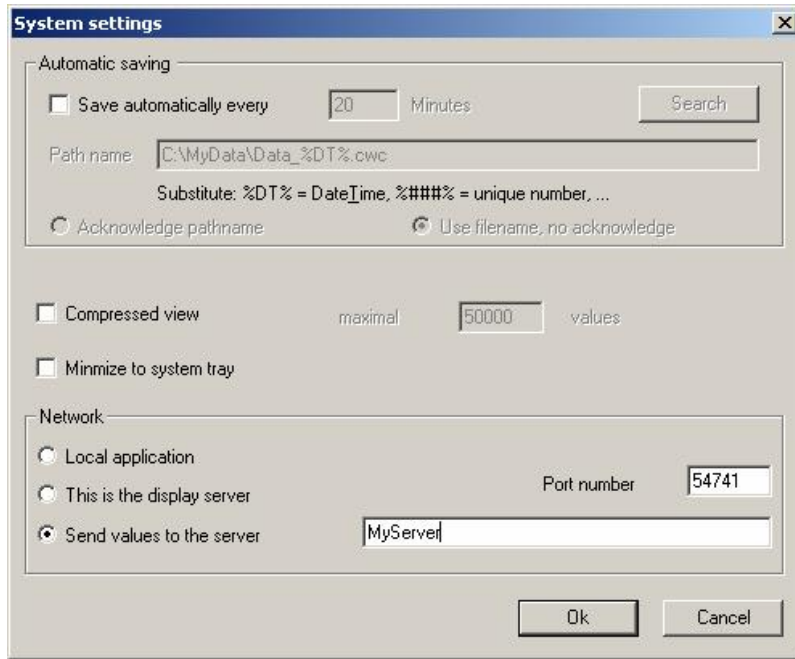 System settings
Automatic saving
Save automatically every 20 Minutes Search
Path name C:\MyData\Data_%DT%.cwc
Substitute: %DT% = DateTime, %###% = unique number, ...
Acknowledge pathname Use filename, no acknowledge
Compressed view maximal 50000 values
Minmize to system tray
Network
Local application
This is the display server Port number 54741
Send values to the server MyServer
Ok Cancel